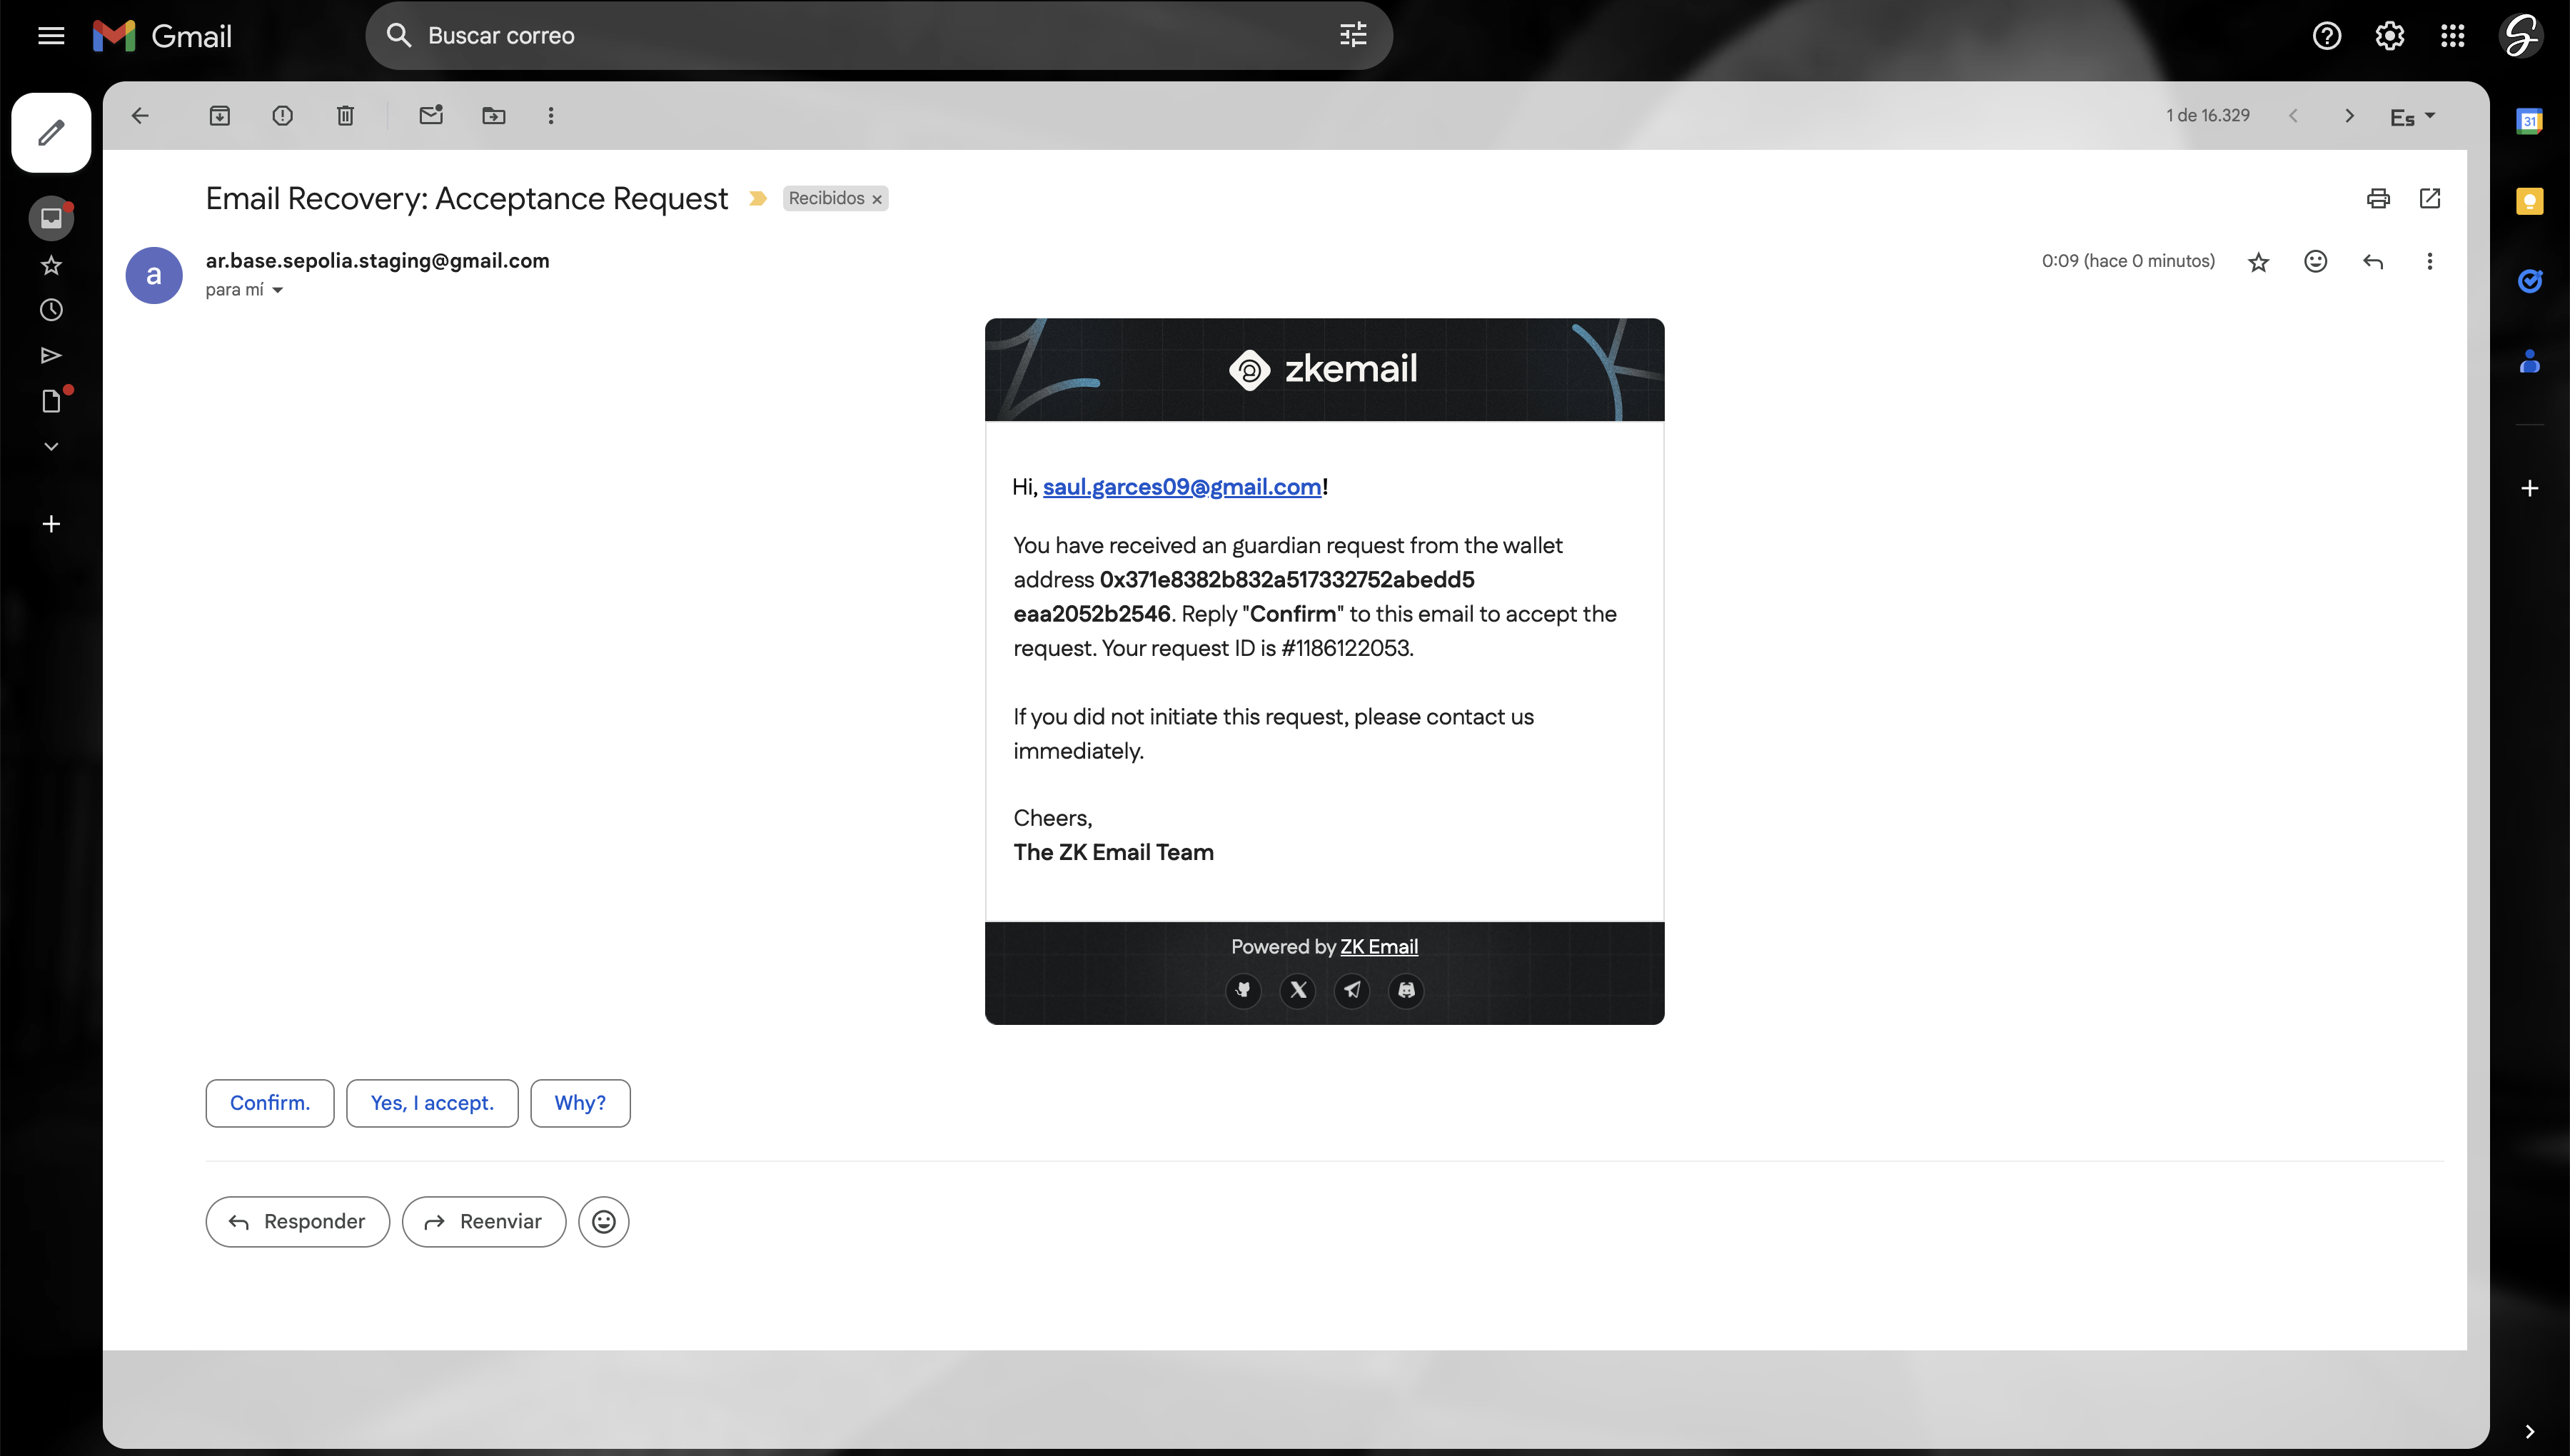 Gmail
Buscar correo
1 de 16.329
Es
31
Email Recovery: Acceptance Request
Recibidos ×
a
ar.base.sepolia.staging@gmail.com
0:09 (hace 0 minutos)
para mí
zkemail
Hi, saul.garces09@gmail.com!
You have received an guardian request from the wallet
address 0x371e8382b832a517332752abedd5
eaa2052b2546. Reply "Confirm" to this email to accept the
request. Your request ID is #1186122053.
If you did not initiate this request, please contact us
immediately.
Cheers,
The ZK Email Team
Powered by ZK Email
Confirm.
Yes, I accept.
Why?
Responder
Reenviar